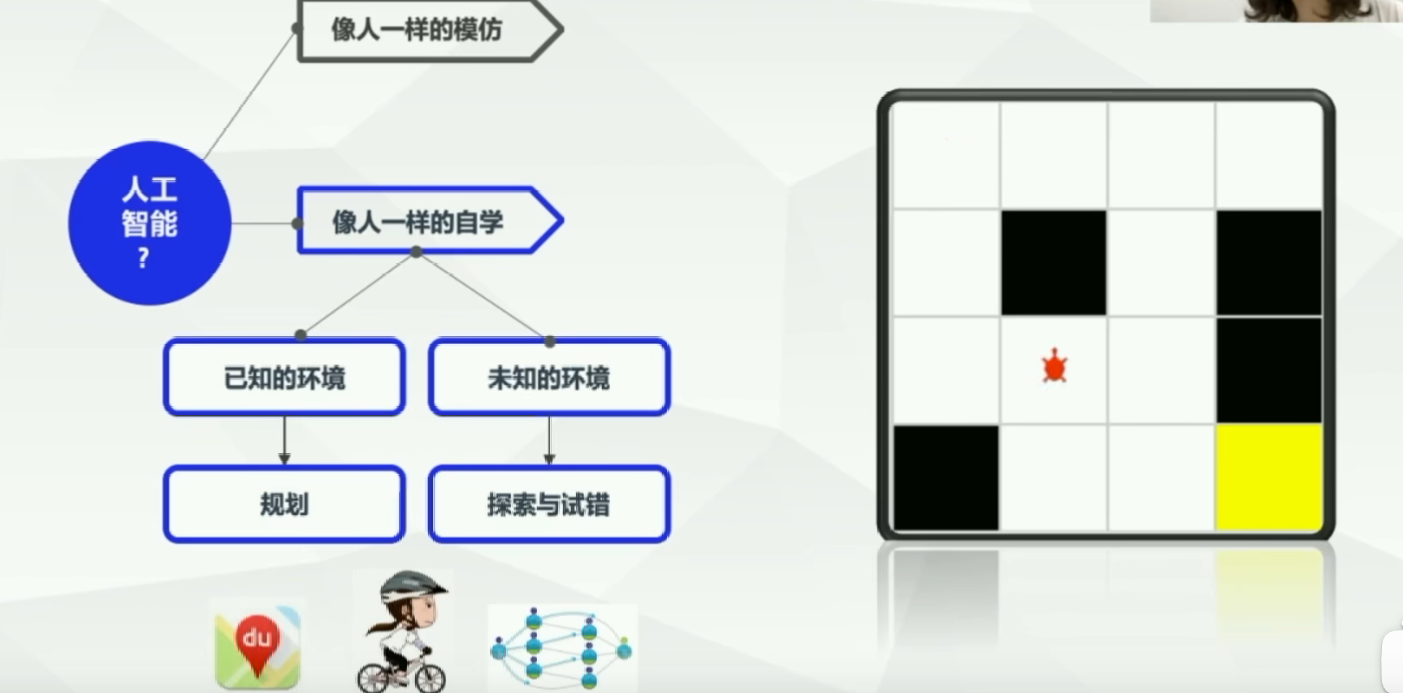 像人一样的模仿
人工
智能
?
像人一样的自学
已知的环境
未知的环境
规划
探索与试错
du